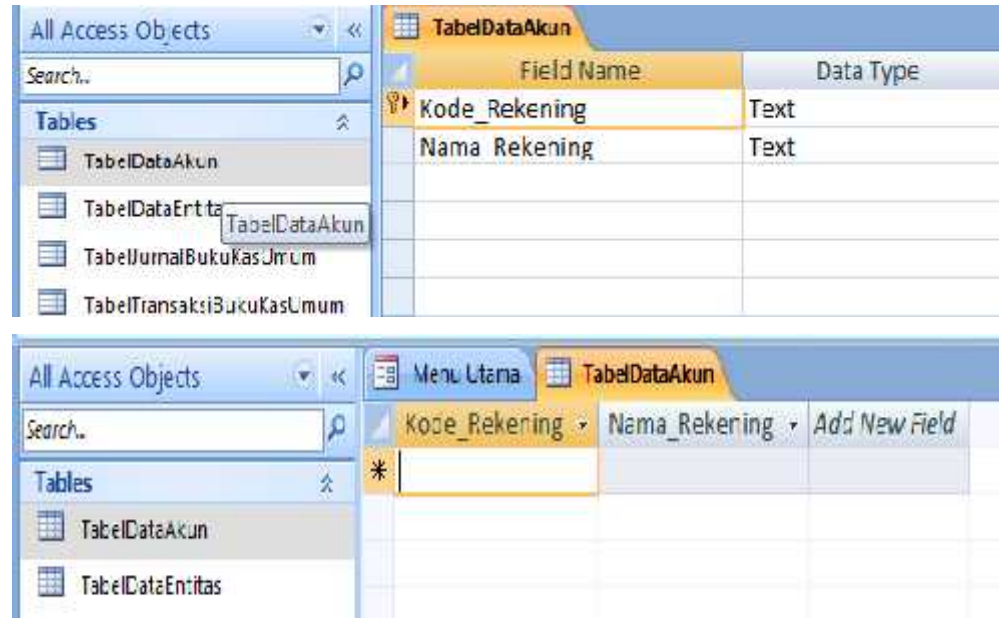 All Access Objects
TabelDataAkun
Search..
Field Name Data Type
Tables
Kode_Rekening Text
Nama_Rekening Text
TabelDataAkun
TabelDataEntitas
TabelDataAkun
TabelJurnalBukuKasUmum
TabelTransaksiBukuKasUmum
All Access Objects
Menu Utama TabelDataAkun
Search..
Kode_Rekening Nama_Rekening Add New Field
Tables
TabelDataAkun
TabelDataEntitas